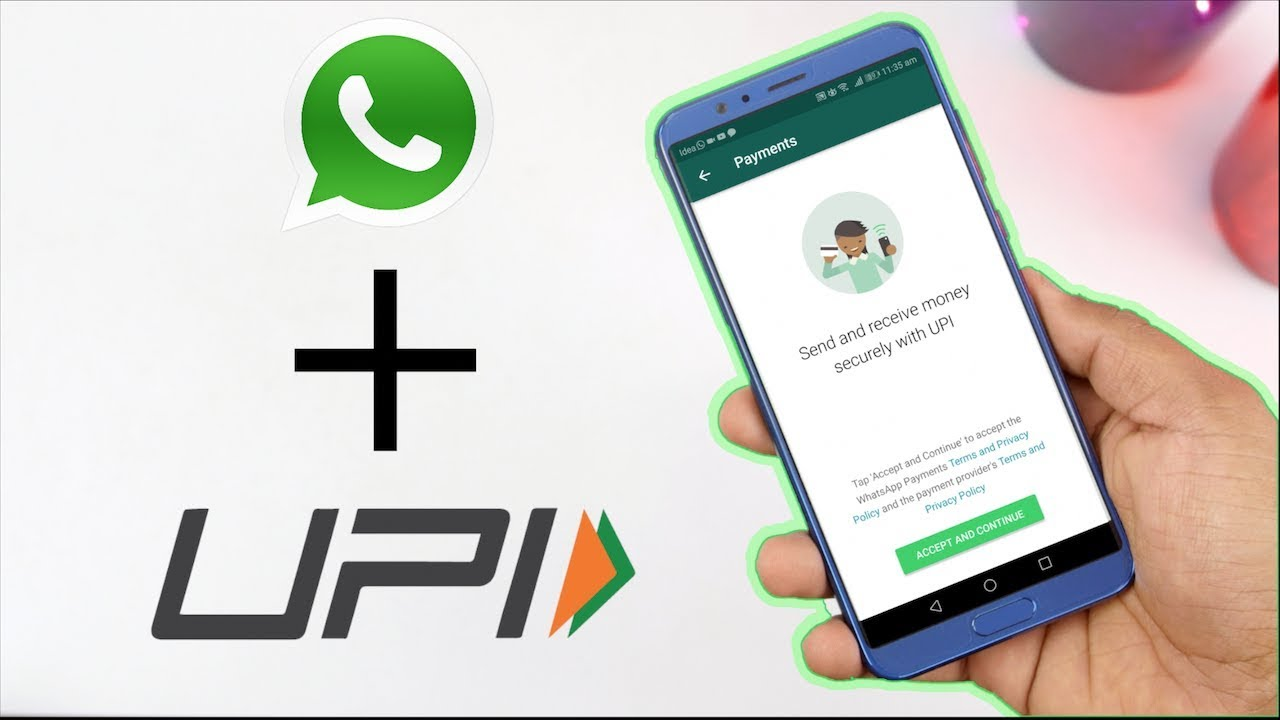 UPI
Idea
11:35 am
Payments
Send and receive money
securely with UPI
Tap 'Accept and Continue' to accept the
WhatsApp Payments Terms and Privacy
Policy and the payment provider's Terms and
Privacy Policy
ACCEPT AND CONTINUE